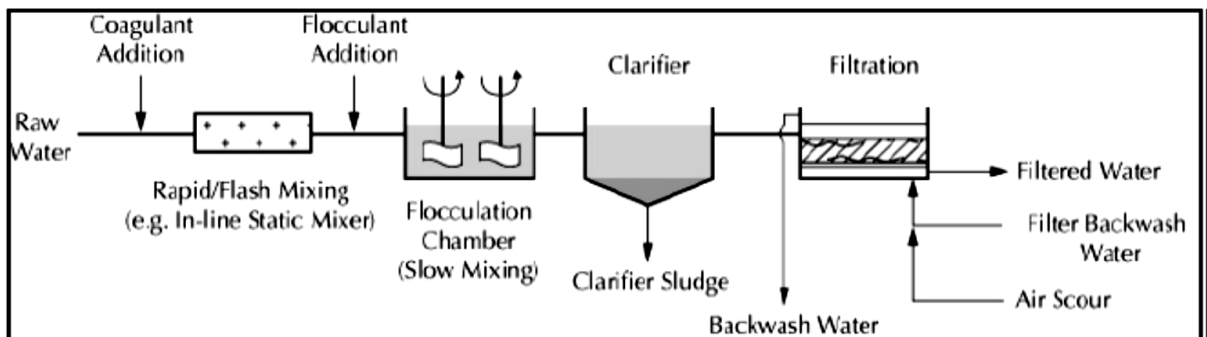 Coagulant
Addition
Flocculant
Addition
Clarifier
Filtration
Raw
Water
Rapid/Flash Mixing
(e.g. In-line Static Mixer)
Flocculation
Chamber
(Slow Mixing)
Clarifier Sludge
Backwash Water
Filtered Water
Filter Backwash
Water
Air Scour